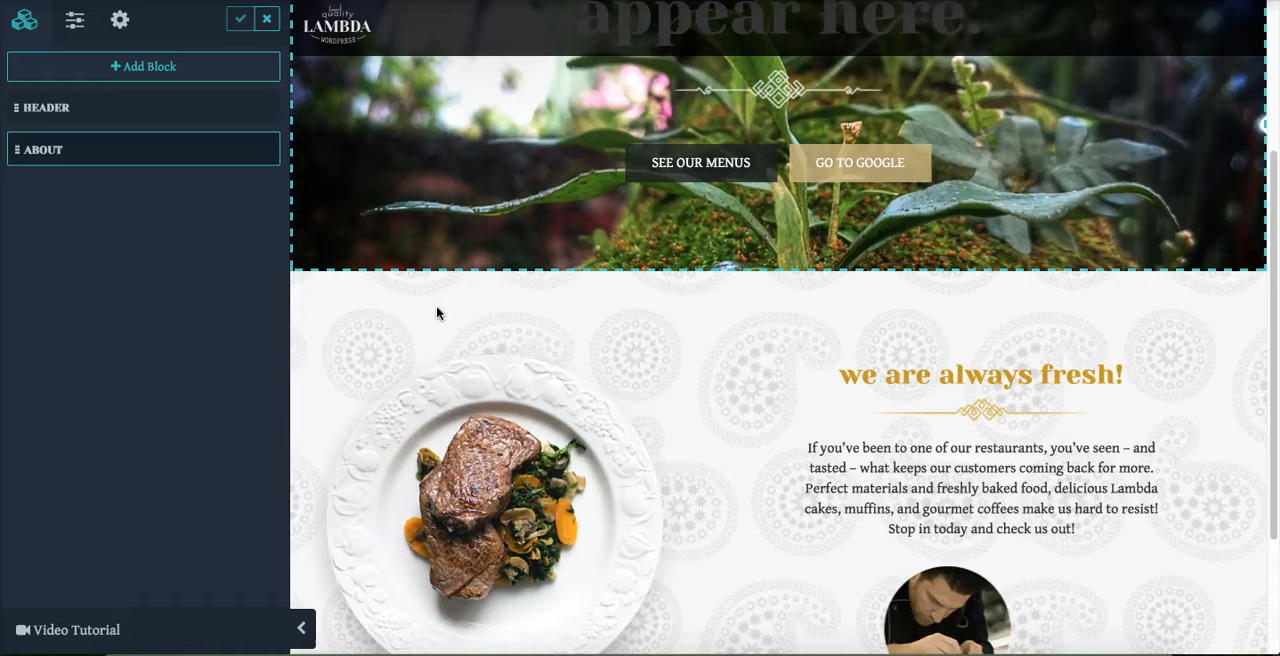 appear here.
quality
LAMBDA
WORDPRESS
+ Add Block
HEADER
ABOUT
SEE OUR MENUS
GO TO GOOGLE
we are always fresh!
If you’ve been to one of our restaurants, you’ve seen – and
tasted – what keeps our customers coming back for more.
Perfect materials and freshly baked food, delicious Lambda
cakes, muffins, and gourmet coffees make us hard to resist!
Stop in today and check us out!
Video Tutorial